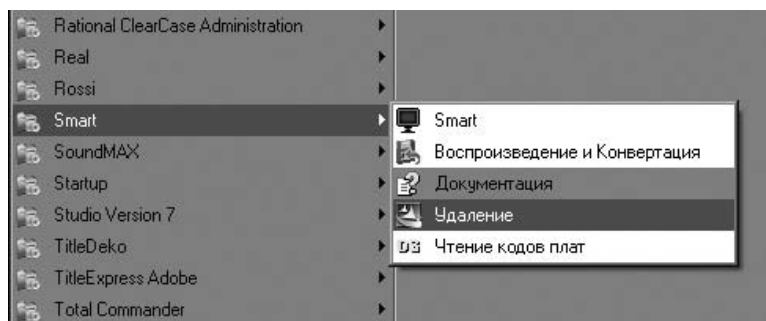 Rational ClearCase Administration
Real
Rossi
Smart
SoundMAX
Startup
Studio Version 7
TitleDeko
TitleExpress Adobe
Total Commander
Smart
Воспроизведение и Конвертация
Документация
Удаление
DS Чтение кодов плат